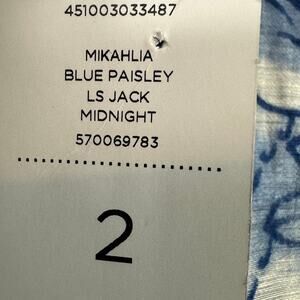 451003033487
MIKAHLIA
BLUE PAISLEY
LS JACK
MIDNIGHT
570069783
2